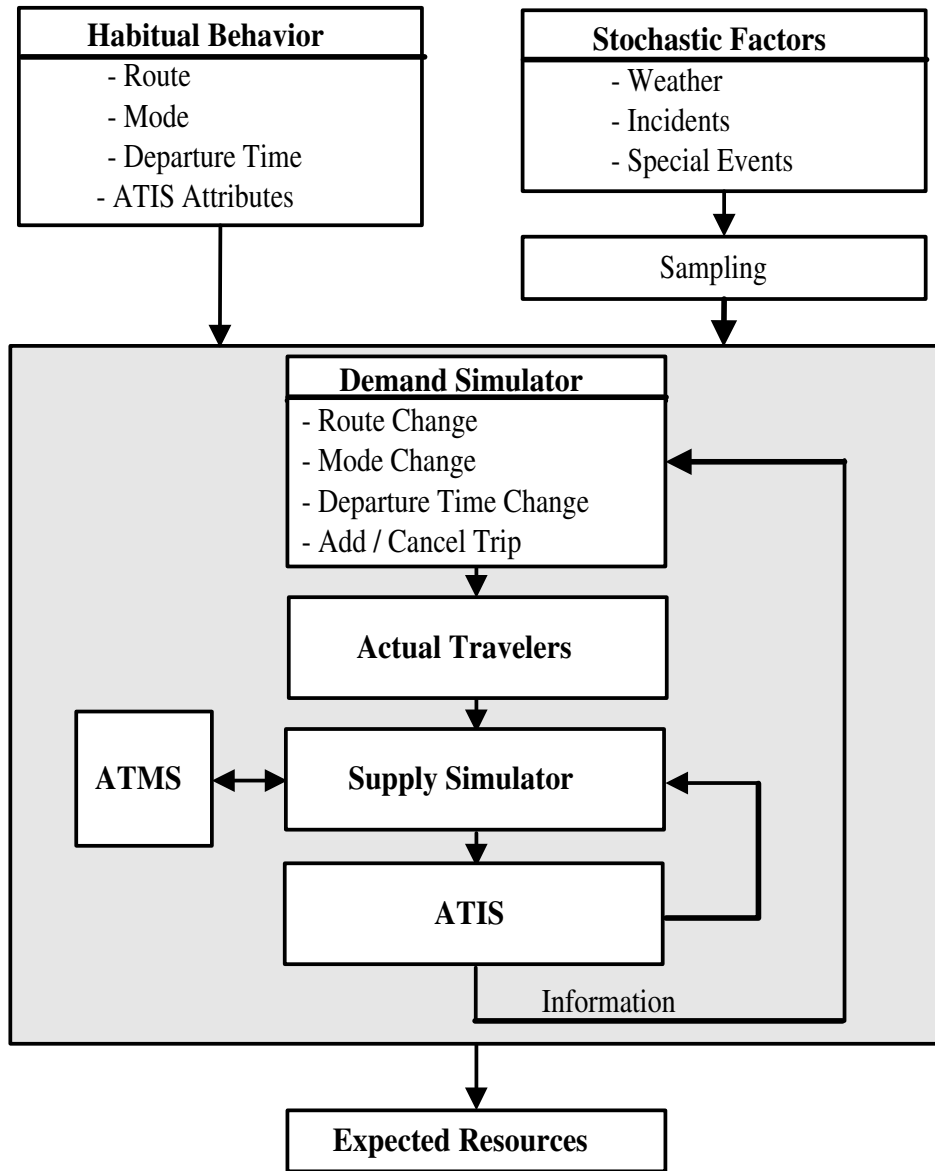 Habitual Behavior
- Route
- Mode
- Departure Time
- ATIS Attributes
Stochastic Factors
- Weather
- Incidents
- Special Events
Sampling
Demand Simulator
- Route Change
- Mode Change
- Departure Time Change
- Add / Cancel Trip
Actual Travelers
ATMS
Supply Simulator
ATIS
Information
Expected Resources